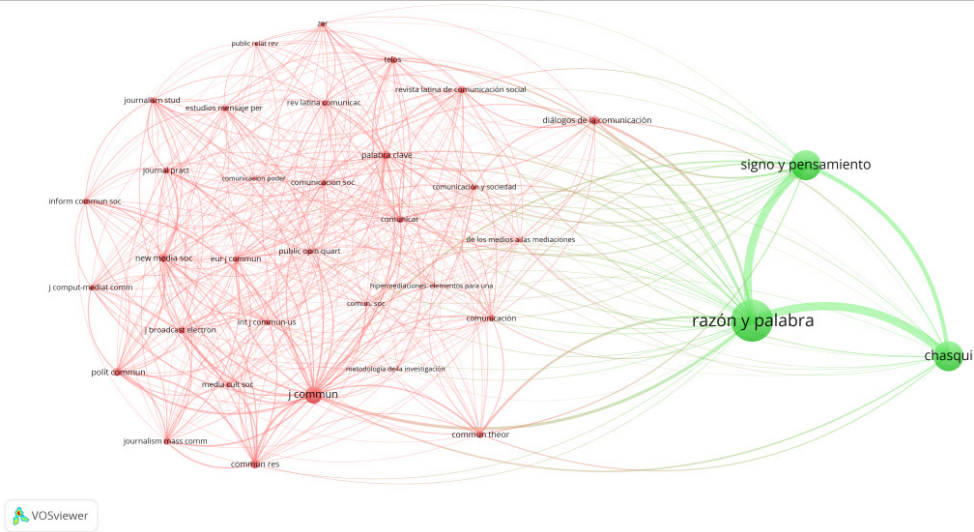 zer
public relat rev
telos
revista latina de comunicación social
journalism stud
estudios mensaje per
rev latina comunicac
diálogos de la comunicación
palabra clave
signo y pensamiento
journal pract
comunicacion poder
comunicacion soc
comunicación y sociedad
inform commun soc
comunicar
de los medios a las mediaciones
public opin quart
new media soc
eur j commun
j comput-mediat comm
hipermediaciones. elementos para una
comun. soc
comunicación
int j commun-us
razón y palabra
j broadcast electron
chasqui
polit commun
metodología de la investigación
media cult soc
j commun
commun theor
journalism mass comm
commun res
VOSviewer